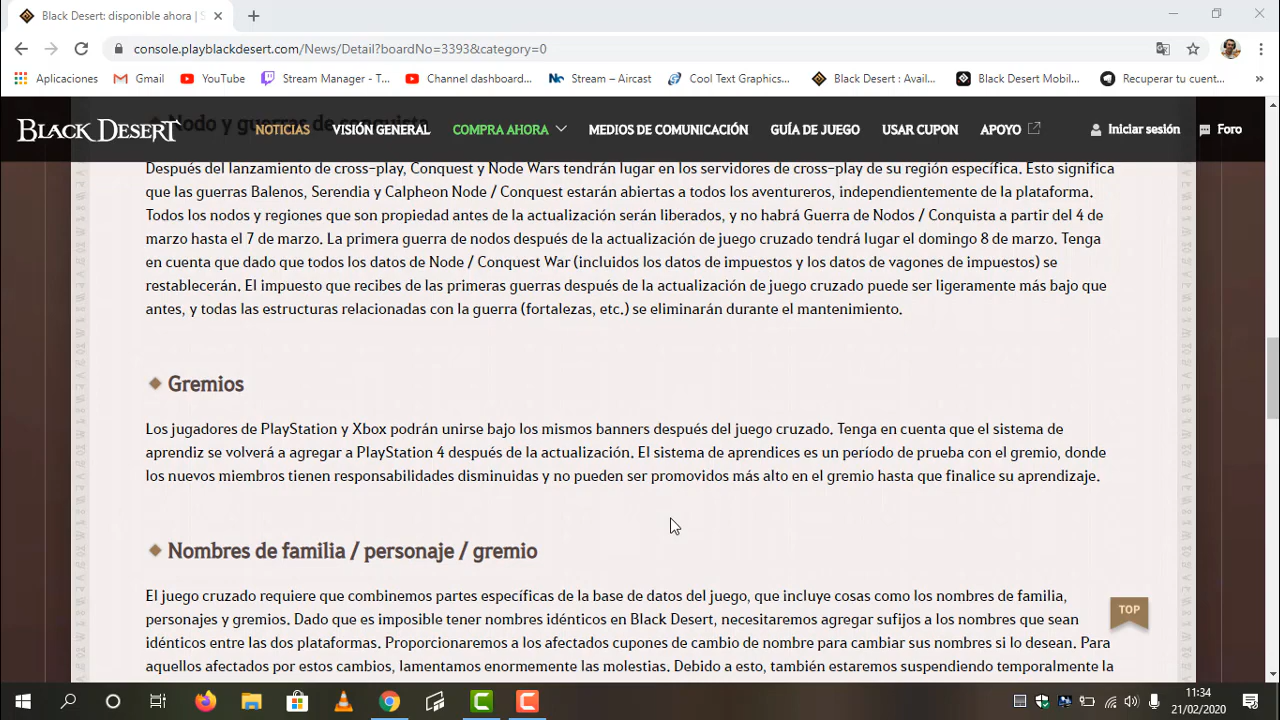 Black Desert: disponible ahora | S
console.playblackdesert.com/News/Detail?boardNo=3393&category=0
Aplicaciones
Gmail
YouTube
Stream Manager - T...
Channel dashboard...
Stream – Aircast
Cool Text Graphics...
Black Desert : Avail...
Black Desert Mobil...
Recuperar tu cuent...
»
BLACK DESERT
NOTICIAS
VISIÓN GENERAL
COMPRA AHORA
MEDIOS DE COMUNICACIÓN
GUÍA DE JUEGO
USAR CUPON
APOYO
Iniciar sesión
Foro
Nodo y guerras de conquista
Después del lanzamiento de cross-play, Conquest y Node Wars tendrán lugar en los servidores de cross-play de su región específica. Esto significa
que las guerras Balenos, Serendia y Calpheon Node / Conquest estarán abiertas a todos los aventureros, independientemente de la plataforma.
Todos los nodos y regiones que son propiedad antes de la actualización serán liberados, y no habrá Guerra de Nodos / Conquista a partir del 4 de
marzo hasta el 7 de marzo. La primera guerra de nodos después de la actualización de juego cruzado tendrá lugar el domingo 8 de marzo. Tenga
en cuenta que dado que todos los datos de Node / Conquest War (incluidos los datos de impuestos y los datos de vagones de impuestos) se
restablecerán. El impuesto que recibes de las primeras guerras después de la actualización de juego cruzado puede ser ligeramente más bajo que
antes, y todas las estructuras relacionadas con la guerra (fortalezas, etc.) se eliminarán durante el mantenimiento.
Gremios
Los jugadores de PlayStation y Xbox podrán unirse bajo los mismos banners después del juego cruzado. Tenga en cuenta que el sistema de
aprendiz se volverá a agregar a PlayStation 4 después de la actualización. El sistema de aprendices es un período de prueba con el gremio, donde
los nuevos miembros tienen responsabilidades disminuidas y no pueden ser promovidos más alto en el gremio hasta que finalice su aprendizaje.
Nombres de familia / personaje / gremio
El juego cruzado requiere que combinemos partes específicas de la base de datos del juego, que incluye cosas como los nombres de familia,
personajes y gremios. Dado que es imposible tener nombres idénticos en Black Desert, necesitaremos agregar sufijos a los nombres que sean
idénticos entre las dos plataformas. Proporcionaremos a los afectados cupones de cambio de nombre para cambiar sus nombres si lo desean. Para
aquellos afectados por estos cambios, lamentamos enormemente las molestias. Debido a esto, también estaremos suspendiendo temporalmente la
TOP
11:34
21/02/2020